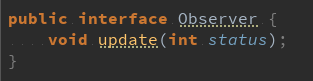 public interface Observer {
    void update(int status);
}